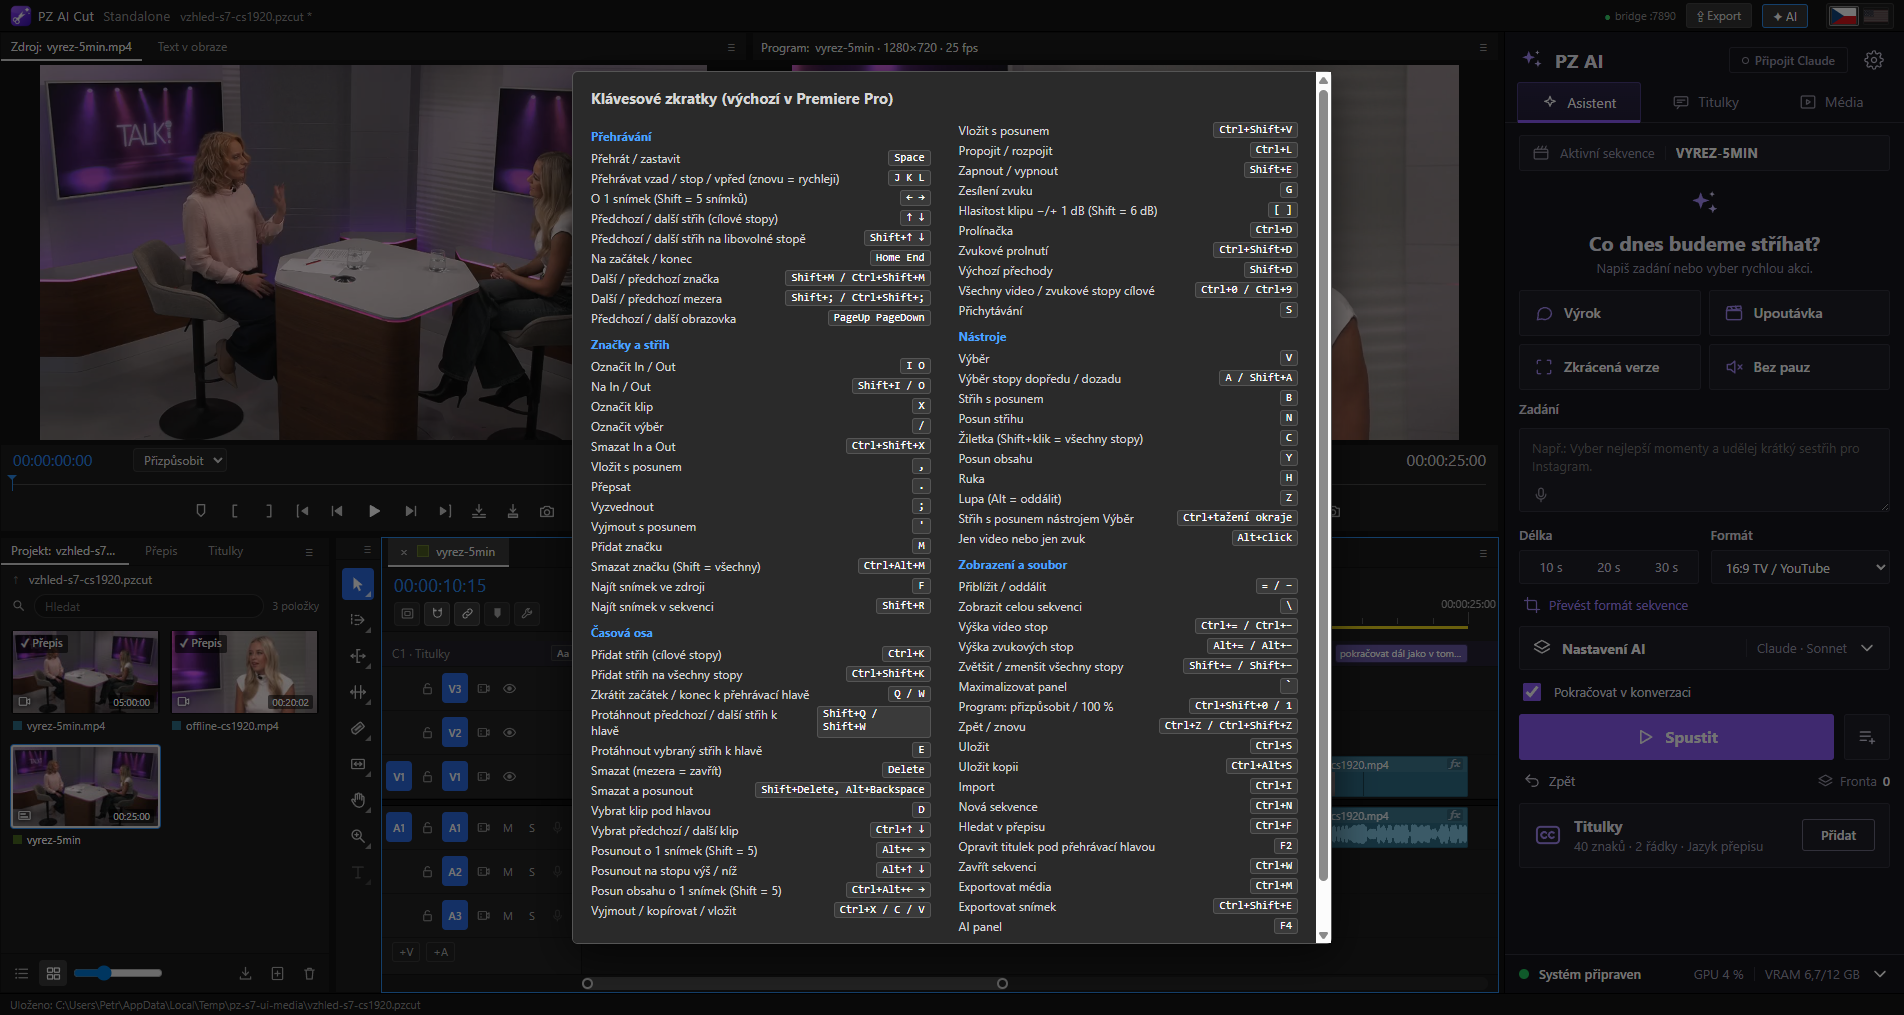 PZ AI Cut Standalone vzhled-s7-cs1920.pzcut *
bridge :7890
Export
AI
Zdroj: vyrez-5min.mp4
Text v obraze
Program: vyrez-5min · 1280×720 · 25 fps
TALK!
00:00:00:00
Přizpůsobit
00:00:25:00
Projekt: vzhled-s7...
Přepis
Titulky
vzhled-s7-cs1920.pzcut
Hledat
3 položky
Přepis
05:00:00
vyrez-5min.mp4
Přepis
00:20:02
offline-cs1920.mp4
00:25:00
vyrez-5min
vyrez-5min
00:00:10:15
C1 · Titulky
Aa
V3
V2
V1 V1
A1 A1 M S
A2 M S
A3 M S
+V +A
00:00:25:00
pokračovat dál jako v tom...
cs1920.mp4 fx
cs1920.mp4 fx
Klávesové zkratky (výchozí v Premiere Pro)
Přehrávání
Přehrát / zastavit Space
Přehrávat vzad / stop / vpřed (znovu = rychleji) J K L
O 1 snímek (Shift = 5 snímků) ← →
Předchozí / další střih (cílové stopy) ↑ ↓
Předchozí / další střih na libovolné stopě Shift+↑ ↓
Na začátek / konec Home End
Další / předchozí značka Shift+M / Ctrl+Shift+M
Další / předchozí mezera Shift+; / Ctrl+Shift+;
Předchozí / další obrazovka PageUp PageDown
Značky a střih
Označit In / Out I O
Na In / Out Shift+I / O
Označit klip X
Označit výběr /
Smazat In a Out Ctrl+Shift+X
Vložit s posunem ,
Přepsat .
Vyzvednout ;
Vyjmout s posunem '
Přidat značku M
Smazat značku (Shift = všechny) Ctrl+Alt+M
Najít snímek ve zdroji F
Najít snímek v sekvenci Shift+R
Časová osa
Přidat střih (cílové stopy) Ctrl+K
Přidat střih na všechny stopy Ctrl+Shift+K
Zkrátit začátek / konec k přehrávací hlavě Q / W
Protáhnout předchozí / další střih k
hlavě
Shift+Q /
Shift+W
Protáhnout vybraný střih k hlavě E
Smazat (mezera = zavřít) Delete
Smazat a posunout Shift+Delete, Alt+Backspace
Vybrat klip pod hlavou D
Vybrat předchozí / další klip Ctrl+↑ ↓
Posunout o 1 snímek (Shift = 5) Alt+← →
Posunout na stopu výš / níž Alt+↑ ↓
Posun obsahu o 1 snímek (Shift = 5) Ctrl+Alt+← →
Vyjmout / kopírovat / vložit Ctrl+X / C / V
Vložit s posunem Ctrl+Shift+V
Propojit / rozpojit Ctrl+L
Zapnout / vypnout Shift+E
Zesílení zvuku G
Hlasitost klipu −/+ 1 dB (Shift = 6 dB) [ ]
Prolínačka Ctrl+D
Zvukové prolnutí Ctrl+Shift+D
Výchozí přechody Shift+D
Všechny video / zvukové stopy cílové Ctrl+0 / Ctrl+9
Přichytávání S
Nástroje
Výběr V
Výběr stopy dopředu / dozadu A / Shift+A
Střih s posunem B
Posun střihu N
Žiletka (Shift+klik = všechny stopy) C
Posun obsahu Y
Ruka H
Lupa (Alt = oddálit) Z
Střih s posunem nástrojem Výběr Ctrl+tažení okraje
Jen video nebo jen zvuk Alt+click
Zobrazení a soubor
Přiblížit / oddálit = / −
Zobrazit celou sekvenci \
Výška video stop Ctrl+= / Ctrl+−
Výška zvukových stop Alt+= / Alt+−
Zvětšit / zmenšit všechny stopy Shift+= / Shift+−
Maximalizovat panel `
Program: přizpůsobit / 100 % Ctrl+Shift+0 / 1
Zpět / znovu Ctrl+Z / Ctrl+Shift+Z
Uložit Ctrl+S
Uložit kopii Ctrl+Alt+S
Import Ctrl+I
Nová sekvence Ctrl+N
Hledat v přepisu Ctrl+F
Opravit titulek pod přehrávací hlavou F2
Zavřít sekvenci Ctrl+W
Exportovat média Ctrl+M
Exportovat snímek Ctrl+Shift+E
AI panel F4
PZ AI
Připojit Claude
Asistent
Titulky
Média
Aktivní sekvence VYREZ-5MIN
Co dnes budeme stříhat?
Napiš zadání nebo vyber rychlou akci.
Výrok
Upoutávka
Zkrácená verze
Bez pauz
Zadání
Např.: Vyber nejlepší momenty a udělej krátký sestřih pro
Instagram.
Délka
Formát
10 s 20 s 30 s
16:9 TV / YouTube
Převést formát sekvence
Nastavení AI
Claude · Sonnet
Pokračovat v konverzaci
Spustit
Zpět
Fronta 0
CC
Titulky
40 znaků · 2 řádky · Jazyk přepisu
Přidat
Systém připraven
GPU 4 %
VRAM 6,7/12 GB
Uloženo: C:\Users\Petr\AppData\Local\Temp\pz-s7-ui-media\vzhled-s7-cs1920.pzcut